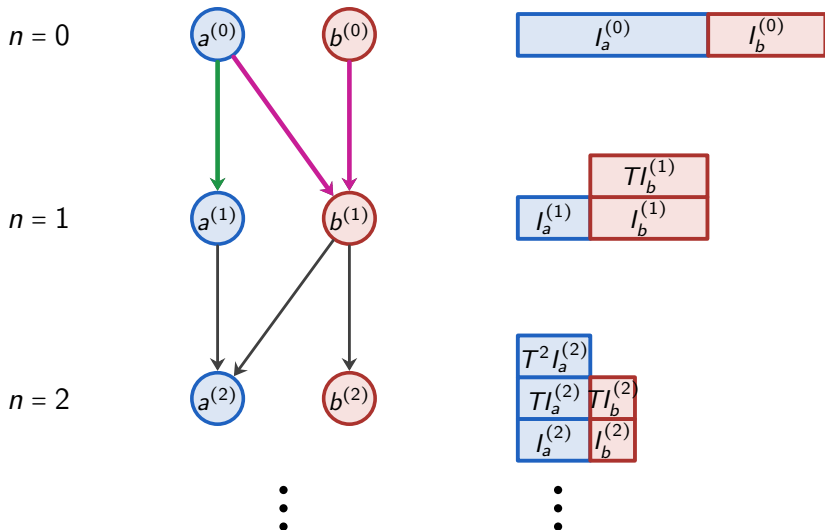 n = 0
a^(0)
b^(0)
I_a^(0)
I_b^(0)
TI_b^(1)
n = 1
a^(1)
b^(1)
I_a^(1)
I_b^(1)
T^2 I_a^(2)
n = 2
a^(2)
b^(2)
TI_a^(2)
TI_b^(2)
I_a^(2)
I_b^(2)